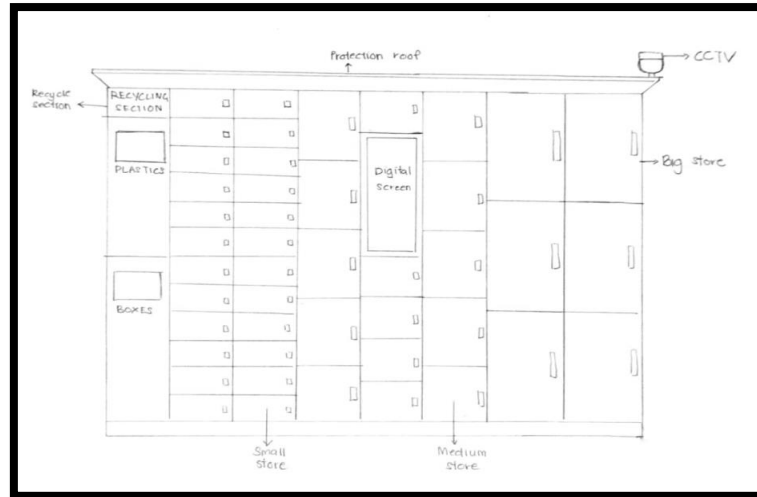 Protection roof
CCTV
Recycle
section
RECYCLING
SECTION
PLASTICS
Digital
screen
Big store
BOXES
Small
store
Medium
store